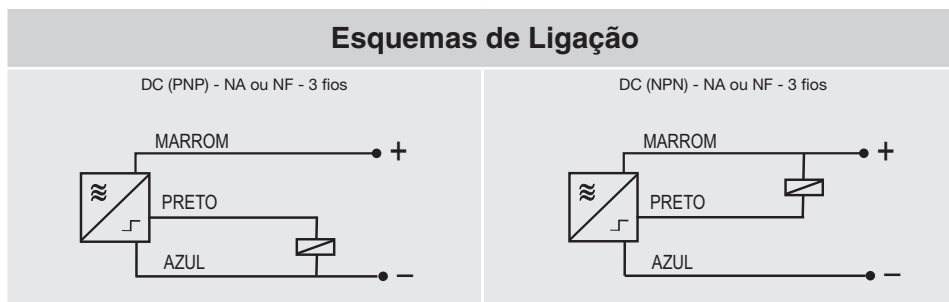 Esquemas de Ligação
DC (PNP) - NA ou NF - 3 fios
MARROM
+
PRETO
AZUL
−
DC (NPN) - NA ou NF - 3 fios
MARROM
+
PRETO
AZUL
−